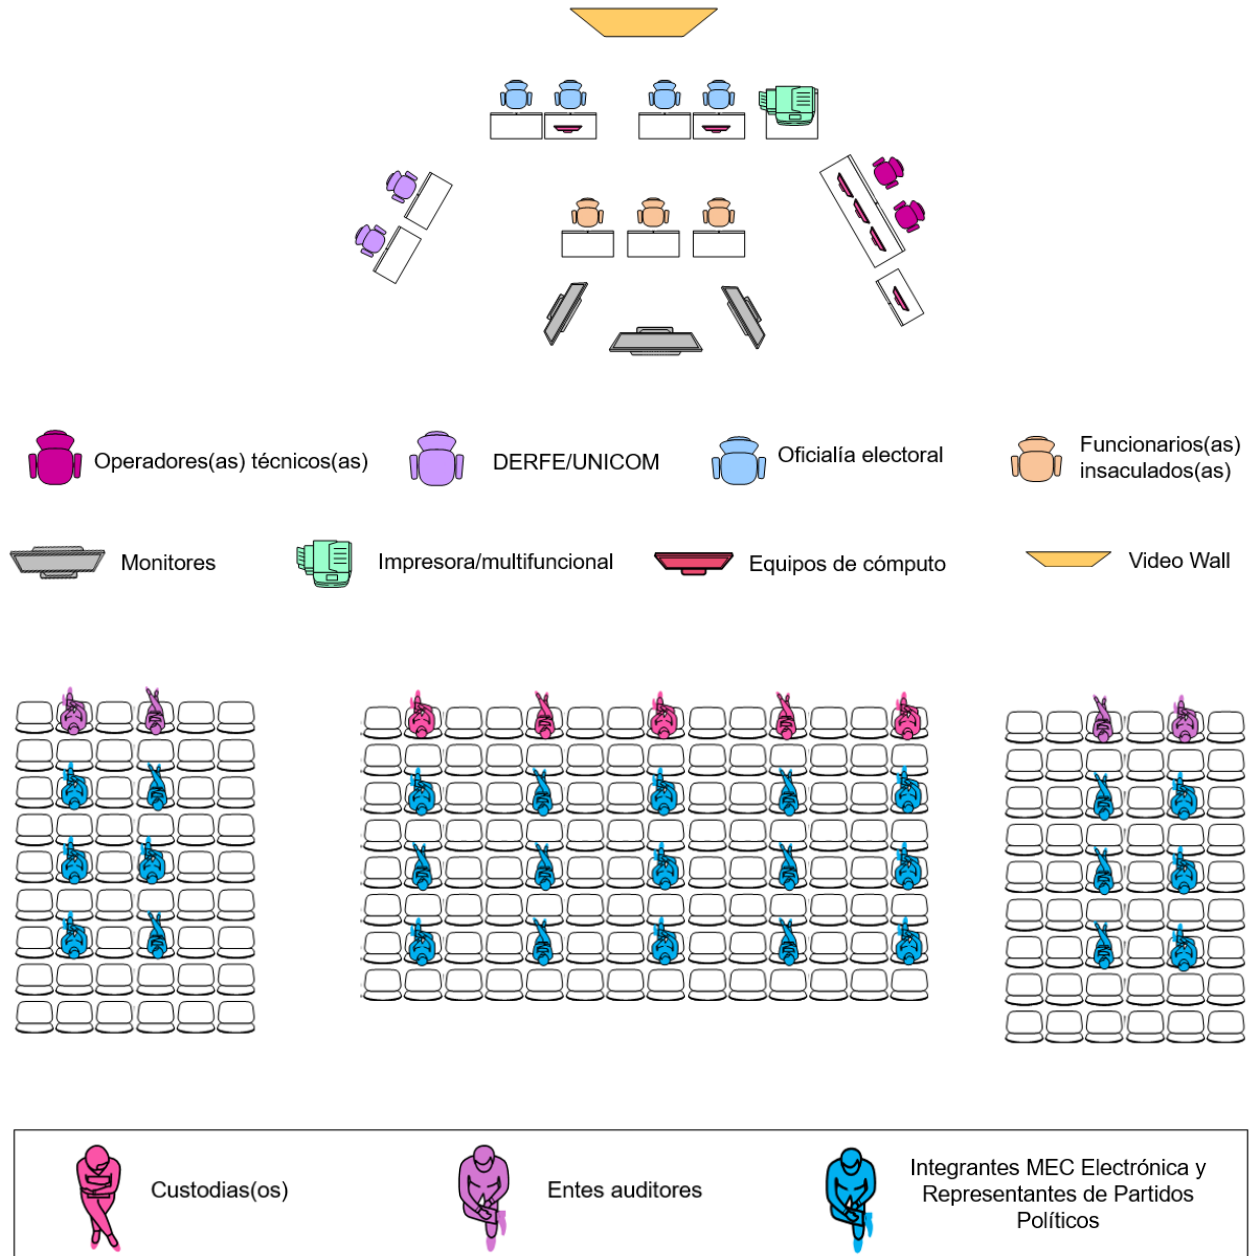 Operadores(as) técnicos(as)
DERFE/UNICOM
Oficialía electoral
Funcionarios(as)
insaculados(as)
Monitores
Impresora/multifuncional
Equipos de cómputo
Video Wall
Custodias(os)
Entes auditores
Integrantes MEC Electrónica y
Representantes de Partidos
Políticos